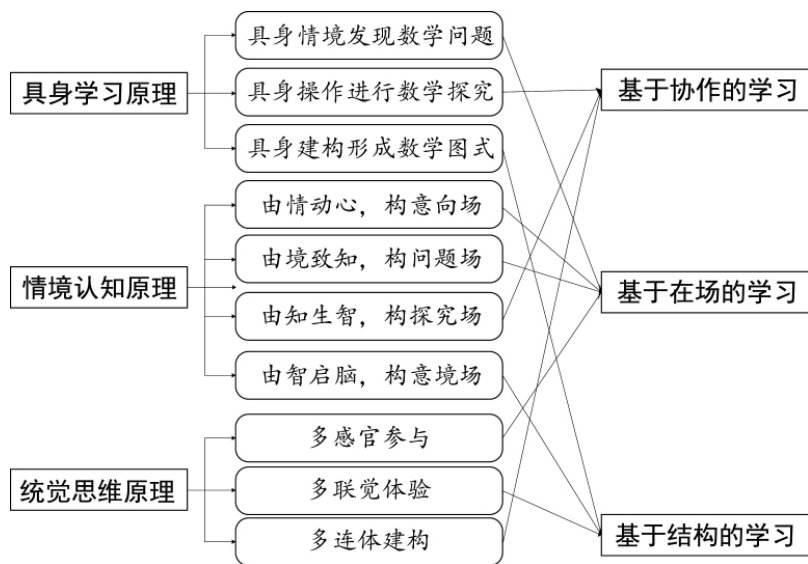 具身学习原理
具身情境发现数学问题
具身操作进行数学探究
具身建构形成数学图式
情境认知原理
由情动心，构意向场
由境致知，构问题场
由知生智，构探究场
由智启脑，构意境场
统觉思维原理
多感官参与
多联觉体验
多连体建构
基于协作的学习
基于在场的学习
基于结构的学习